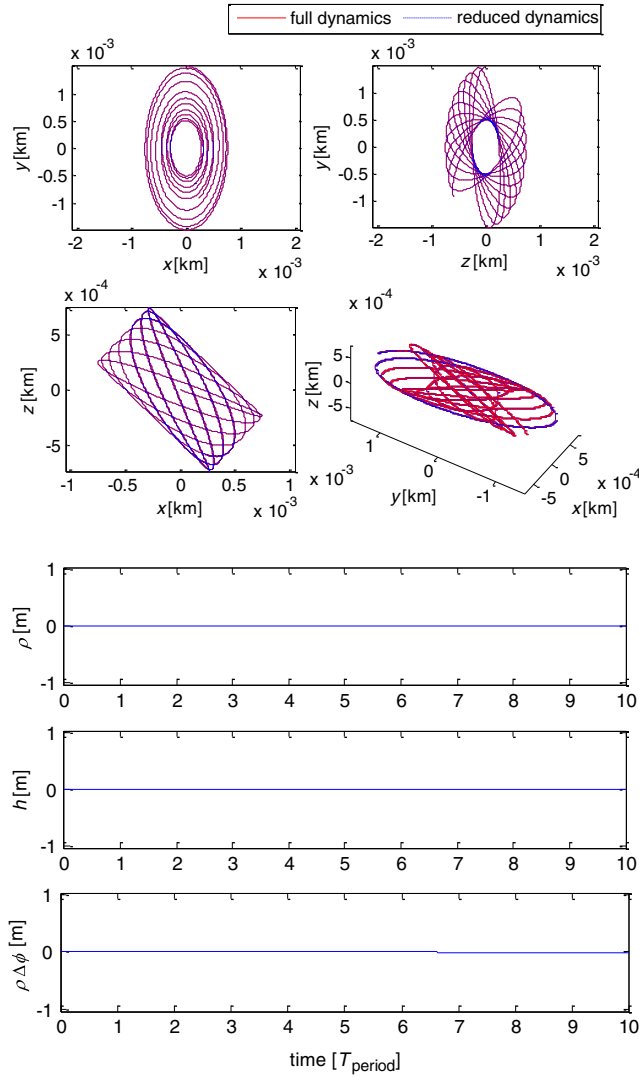 full dynamics reduced dynamics
x 10⁻³ x 10⁻³
1 0.5 0 -0.5 -1
y [km]
-2 -1 0 1 2
x [km]
x 10⁻³
1 0.5 0 -0.5 -1
y [km]
-2 -1 0 1 2
z [km]
x 10⁻³
x 10⁻⁴
5 0 -5
z [km]
-1 -0.5 0 0.5 1
x [km]
x 10⁻³
x 10⁻⁴
5 0 -5
z [km]
1 0 -1
y [km]
x 10⁻³
-5 0 5
x [km]
x 10⁻⁴
1 0 -1
ρ [m]
0 1 2 3 4 5 6 7 8 9 10
1 0 -1
h [m]
0 1 2 3 4 5 6 7 8 9 10
1 0 -1
ρ Δϕ [m]
0 1 2 3 4 5 6 7 8 9 10
time [T_period]